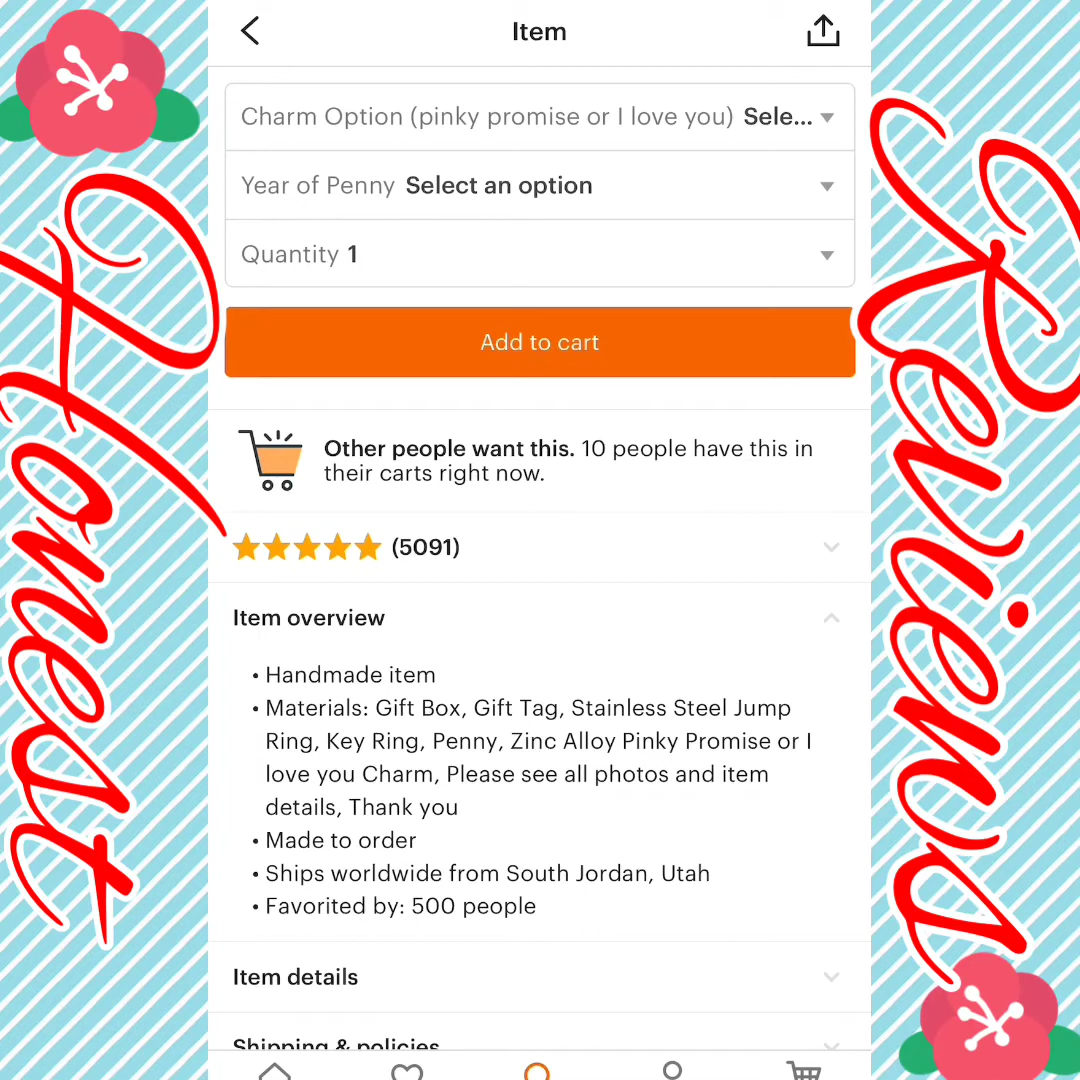 Item
Charm Option (pinky promise or I love you) Sele...
Year of Penny Select an option
Quantity 1
Add to cart
Other people want this. 10 people have this in
their carts right now.
(5091)
Item overview
• Handmade item
• Materials: Gift Box, Gift Tag, Stainless Steel Jump
Ring, Key Ring, Penny, Zinc Alloy Pinky Promise or I
love you Charm, Please see all photos and item
details, Thank you
• Made to order
• Ships worldwide from South Jordan, Utah
• Favorited by: 500 people
Item details
Shipping & policies
Honest
Reviews